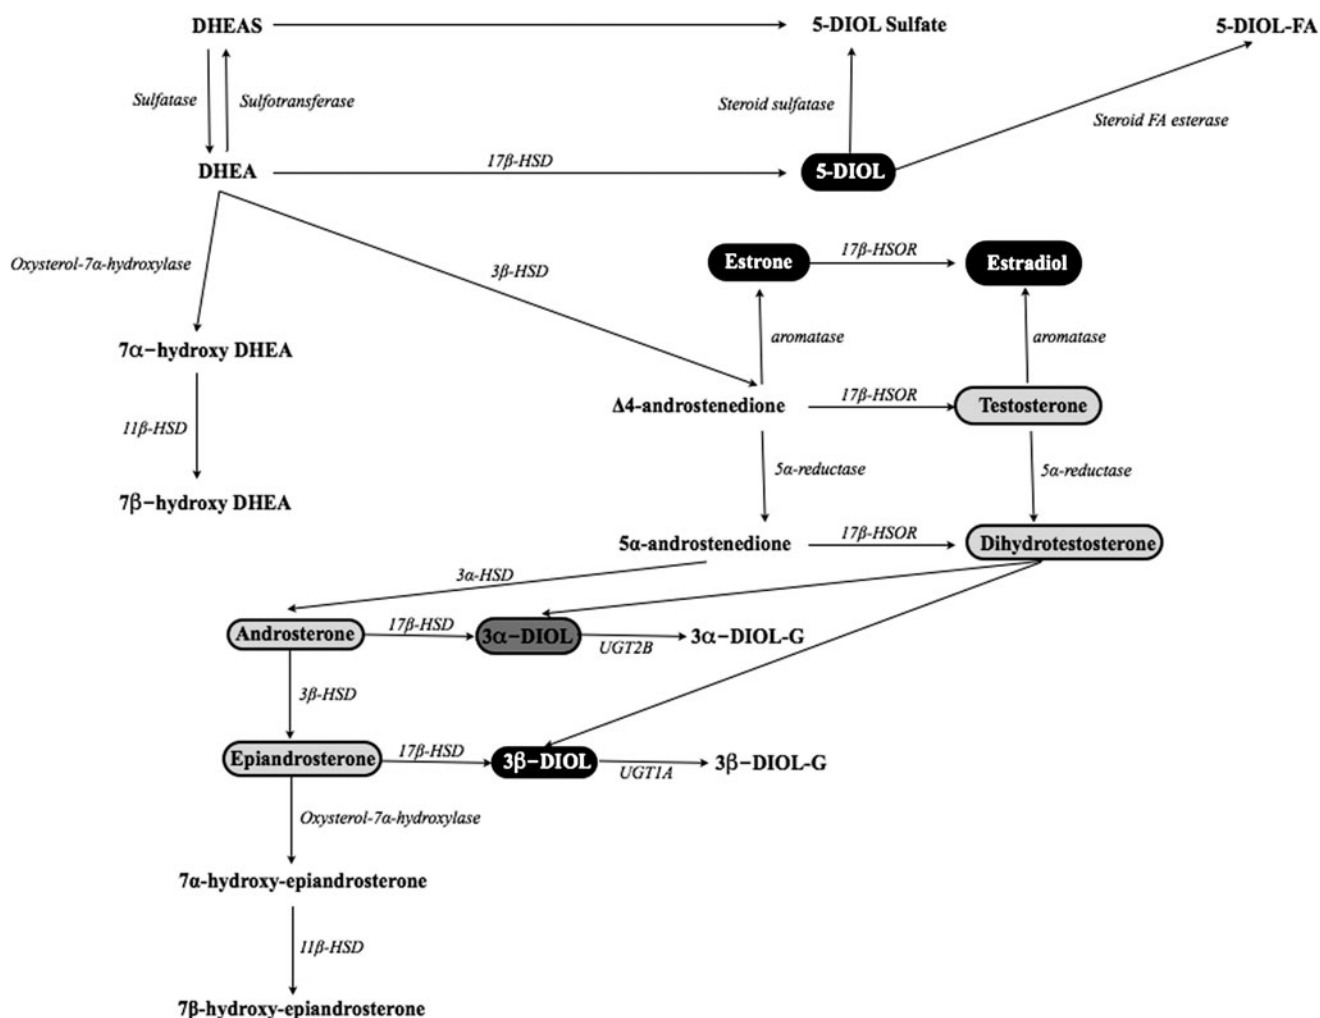 DHEAS
5-DIOL Sulfate
5-DIOL-FA
Sulfatase
Sulfotransferase
Steroid sulfatase
Steroid FA esterase
DHEA
17β-HSD
5-DIOL
Oxysterol-7α-hydroxylase
3β-HSD
Estrone
17β-HSOR
Estradiol
aromatase
aromatase
7α−hydroxy DHEA
Δ4-androstenedione
17β-HSOR
Testosterone
11β-HSD
5α-reductase
5α-reductase
7β−hydroxy DHEA
5α-androstenedione
17β-HSOR
Dihydrotestosterone
3α-HSD
Androsterone
17β-HSD
3α−DIOL
UGT2B
3α−DIOL-G
3β-HSD
Epiandrosterone
17β-HSD
3β−DIOL
UGT1A
3β−DIOL-G
Oxysterol-7α-hydroxylase
7α-hydroxy-epiandrosterone
11β-HSD
7β-hydroxy-epiandrosterone